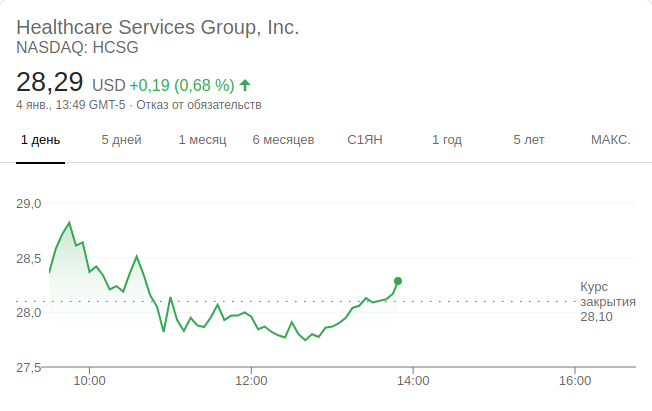 Healthcare Services Group, Inc.
NASDAQ: HCSG
28,29 USD +0,19 (0,68 %)
4 янв., 13:49 GMT-5 · Отказ от обязательств
1 день 5 дней 1 месяц 6 месяцев С1ЯН 1 год 5 лет МАКС.
29,0
28,5
Курс
закрытия
28,10
28,0
27,5
10:00 12:00 14:00 16:00